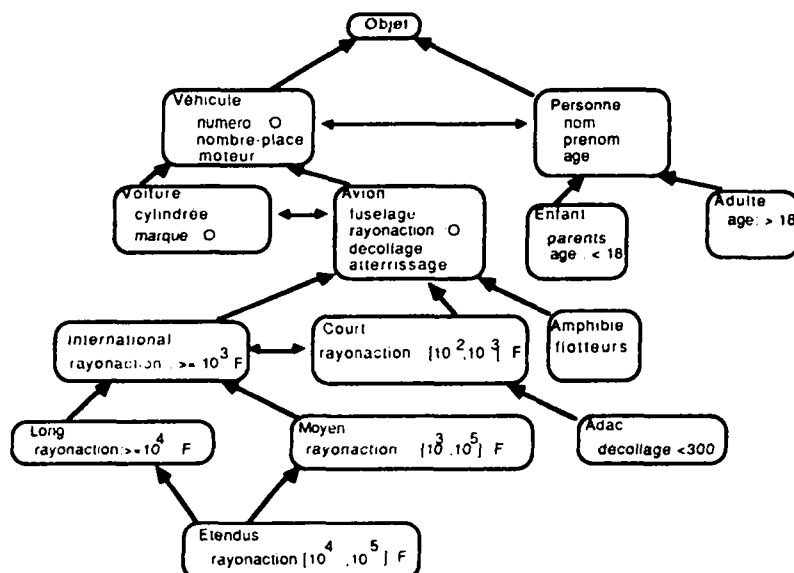 Objet
Véhicule
numero O
nombre-place
moteur
Personne
nom
prenom
age
Voiture
cylindrée
marque O
Avion
fuselage
rayonaction O
décollage
atterrissage
Enfant
parents
age : < 18
Adulte
age: > 18
International
rayonaction : >= 10^3 F
Court
rayonaction [10^2,10^3] F
Amphibie
flotteurs
Long
rayonaction:>=10^4 F
Moyen
rayonaction [10^3,10^5] F
Adac
décollage <300
Etendus
rayonaction [10^4 ,10^5] F